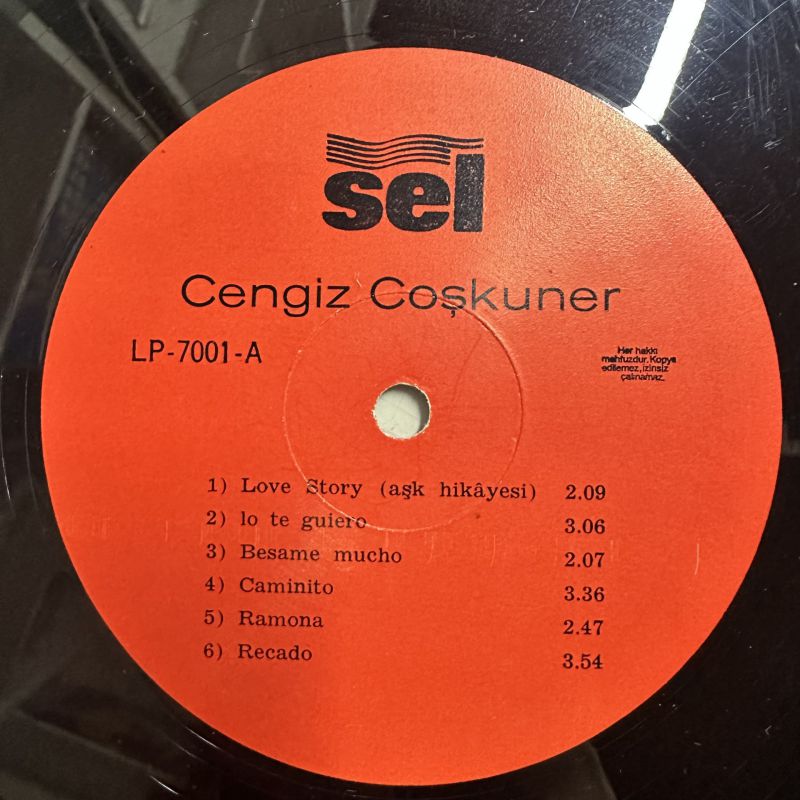 sel
Cengiz Coşkuner
LP-7001-A
Her hakkı
mahfuzdur. Kopya
edilemez, izinsiz
çalınamaz.
1) Love Story (aşk hikâyesi) 2.09
2) lo te guiero 3.06
3) Besame mucho 2.07
4) Caminito 3.36
5) Ramona 2.47
6) Recado 3.54